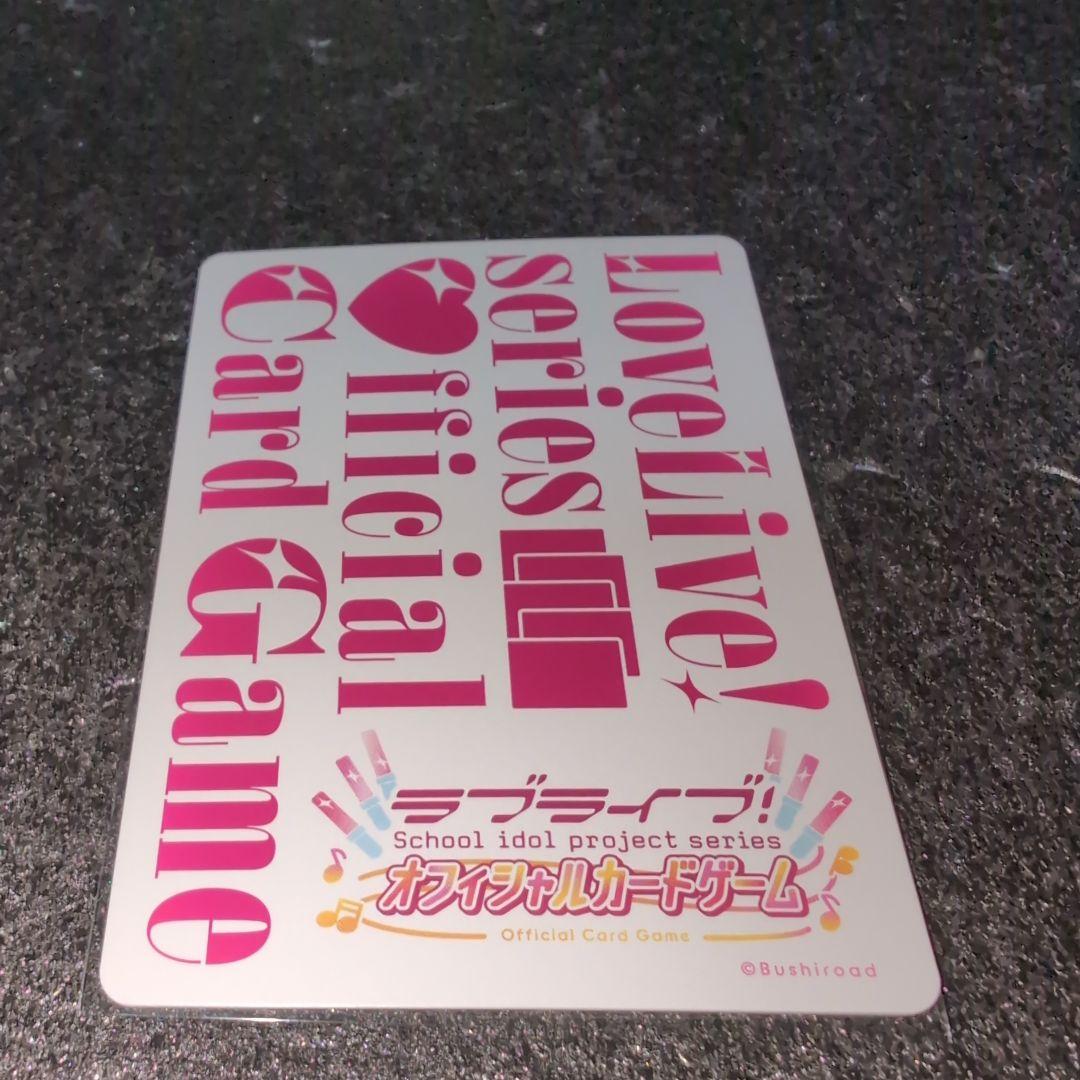 LoveLive!
series
Official
Card Game
ラブライブ!
School idol project series
オフィシャルカードゲーム
Official Card Game
©Bushiroad